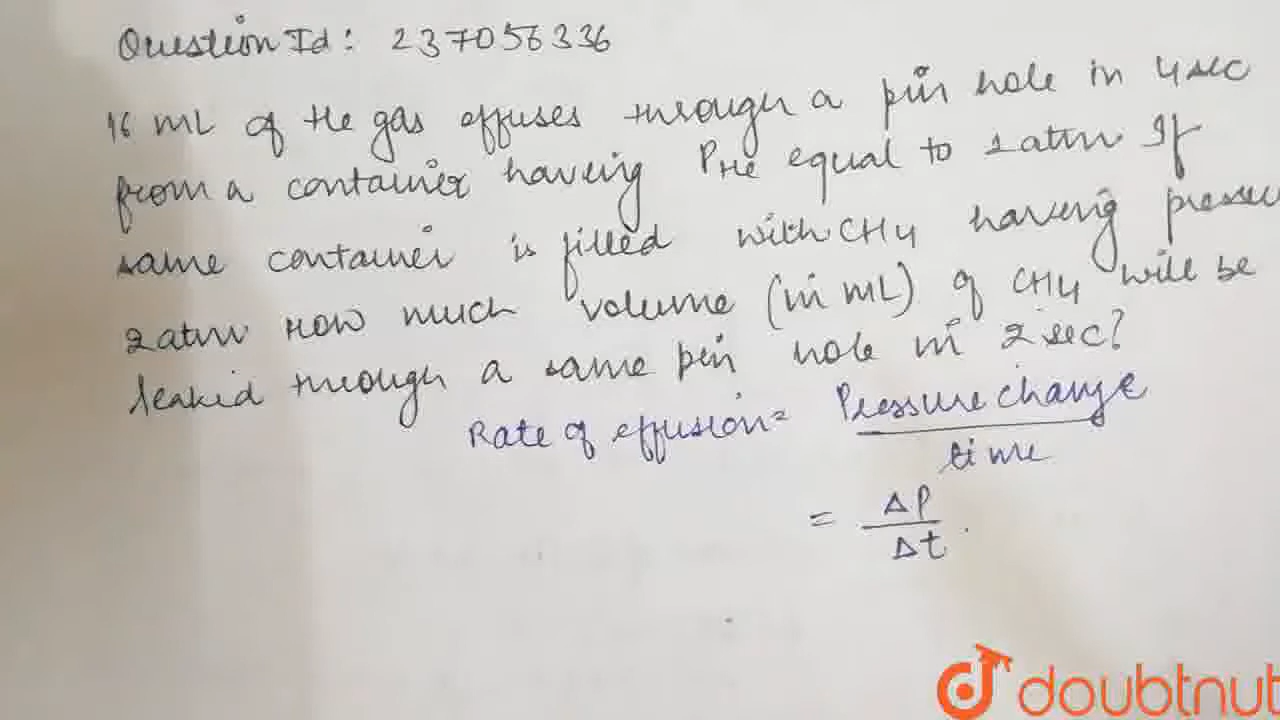 Question Id: 237056336
16 mL of He gas effuses through a pin hole in 4 sec
from a container having PHe equal to 2 atm If
same container is filled with CH4 having pressu
2 atm How much volume (in mL) of CH4 will be
leaked through a same pin hole in 2 sec?
Rate of effusion = Pressure change
time
= ΔP
Δt
doubtnut